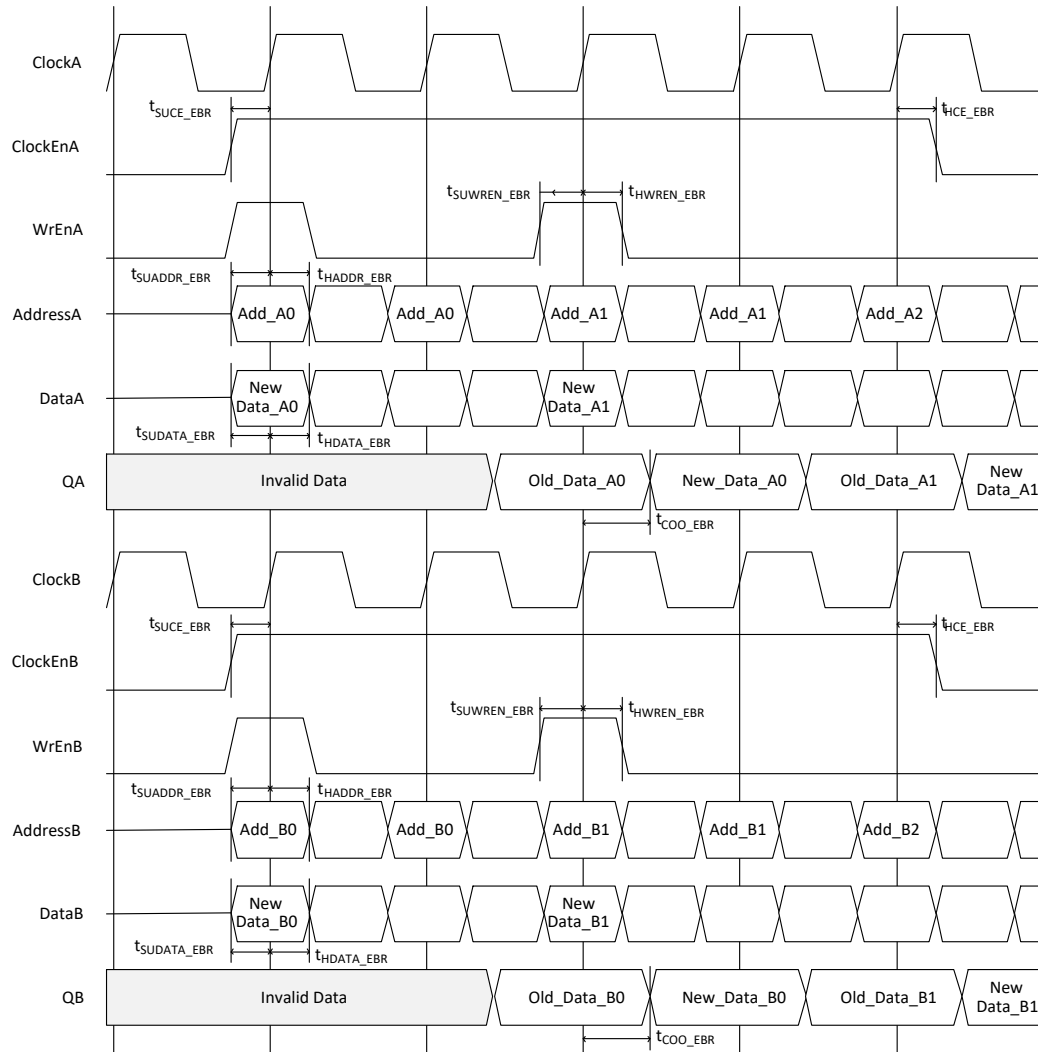 ClockA
tSUCE_EBR
tHCE_EBR
ClockEnA
tSUWREN_EBR
tHWREN_EBR
WrEnA
tSUADDR_EBR
tHADDR_EBR
AddressA
Add_A0
Add_A0
Add_A1
Add_A1
Add_A2
DataA
New
Data_A0
New
Data_A1
tSUDATA_EBR
tHDATA_EBR
QA
Invalid Data
Old_Data_A0
New_Data_A0
Old_Data_A1
New
Data_A1
tCOO_EBR
ClockB
tSUCE_EBR
tHCE_EBR
ClockEnB
tSUWREN_EBR
tHWREN_EBR
WrEnB
tSUADDR_EBR
tHADDR_EBR
AddressB
Add_B0
Add_B0
Add_B1
Add_B1
Add_B2
DataB
New
Data_B0
New
Data_B1
tSUDATA_EBR
tHDATA_EBR
QB
Invalid Data
Old_Data_B0
New_Data_B0
Old_Data_B1
New
Data_B1
tCOO_EBR